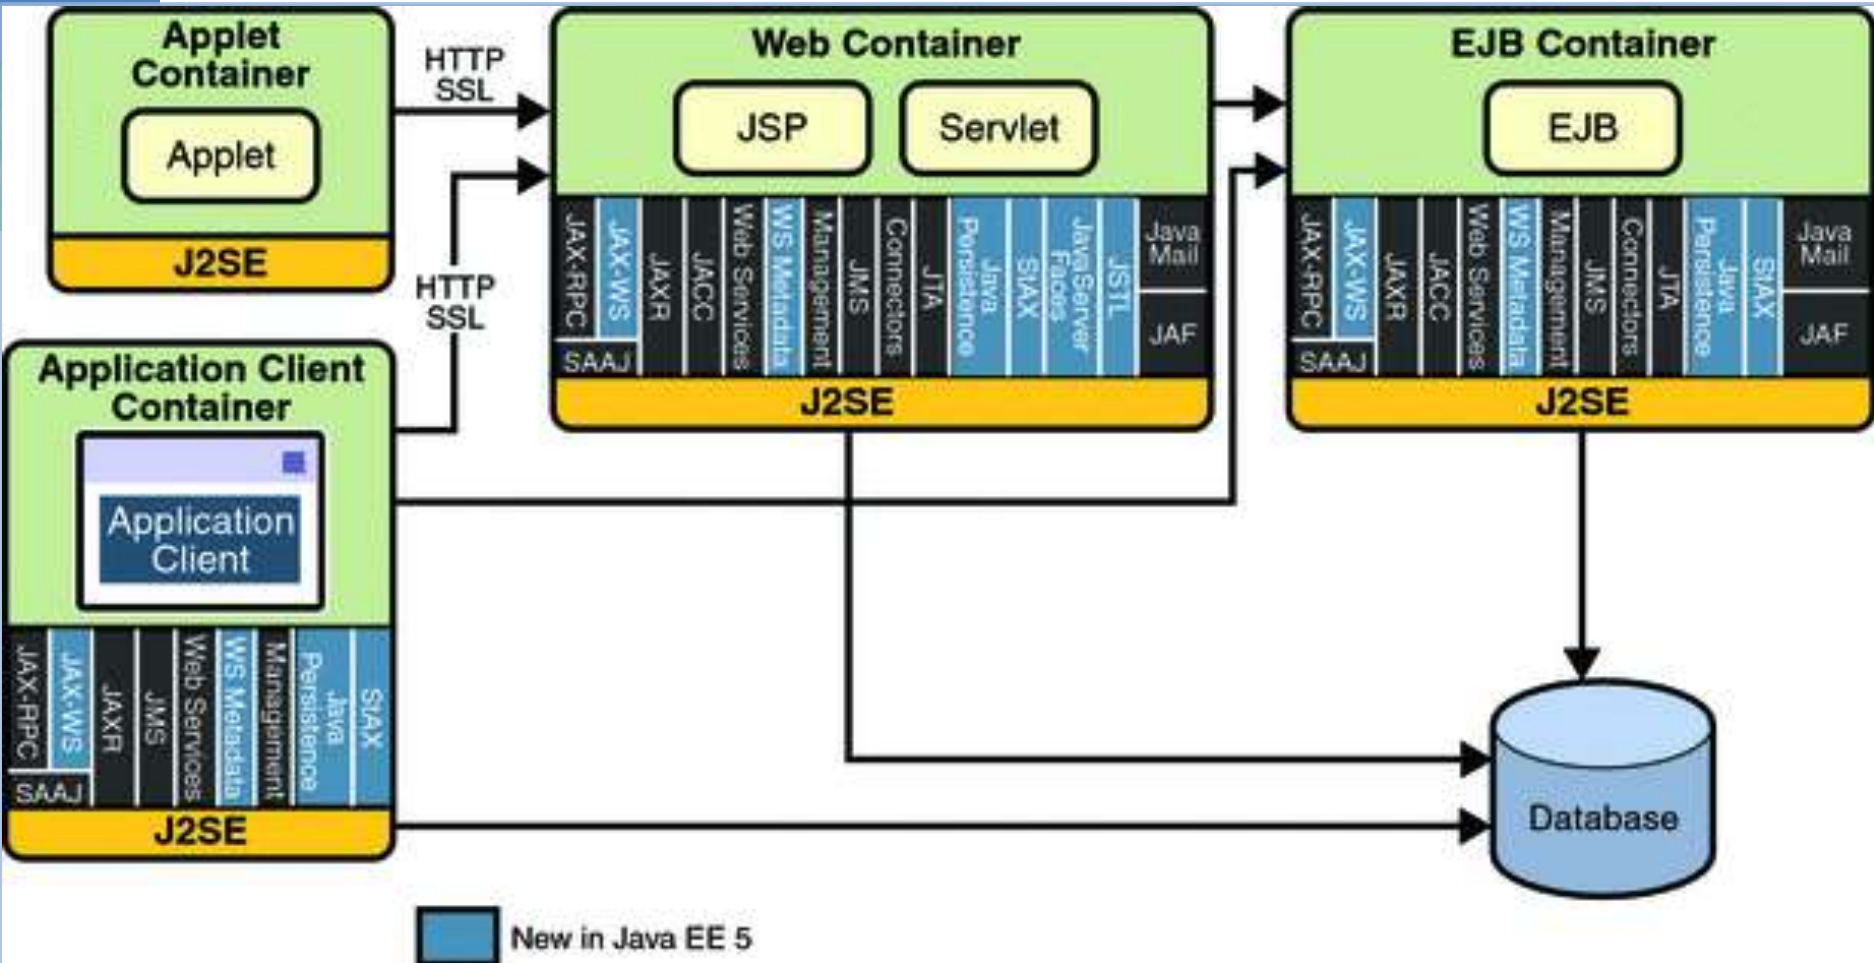 Applet
Container
Applet
J2SE
HTTP
SSL
HTTP
SSL
Web Container
JSP
Servlet
JAX-RPC
SAAJ
JAX-WS
JAXR
JACC
Web Services
WS Metadata
Management
JMS
Connectors
JTA
Java
Persistence
StAX
JavaServer
Faces
JSTL
Java
Mail
JAF
J2SE
EJB Container
EJB
JAX-RPC
SAAJ
JAX-WS
JAXR
JACC
Web Services
WS Metadata
Management
JMS
Connectors
JTA
Java
Persistence
StAX
Java
Mail
JAF
J2SE
Application Client
Container
Application
Client
JAX-RPC
SAAJ
JAX-WS
JAXR
JMS
Web Services
WS Metadata
Management
Java
Persistence
StAX
J2SE
Database
New in Java EE 5